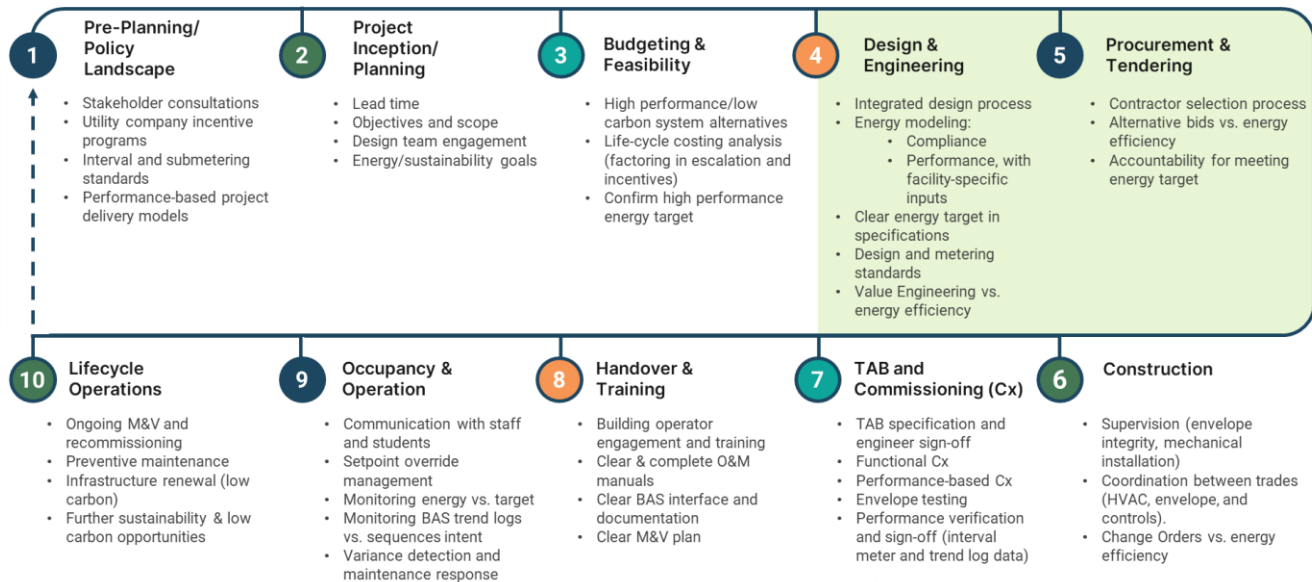 1
Pre-Planning/
Policy
Landscape
• Stakeholder consultations
• Utility company incentive
programs
• Interval and submetering
standards
• Performance-based project
delivery models
2
Project
Inception/
Planning
• Lead time
• Objectives and scope
• Design team engagement
• Energy/sustainability goals
3
Budgeting &
Feasibility
• High performance/low
carbon system alternatives
• Life-cycle costing analysis
(factoring in escalation and
incentives)
• Confirm high performance
energy target
4
Design &
Engineering
• Integrated design process
• Energy modeling:
• Compliance
• Performance, with
facility-specific
inputs
• Clear energy target in
specifications
• Design and metering
standards
• Value Engineering vs.
energy efficiency
5
Procurement &
Tendering
• Contractor selection process
• Alternative bids vs. energy
efficiency
• Accountability for meeting
energy target
10
Lifecycle
Operations
• Ongoing M&V and
recommissioning
• Preventive maintenance
• Infrastructure renewal (low
carbon)
• Further sustainability & low
carbon opportunities
9
Occupancy &
Operation
• Communication with staff
and students
• Setpoint override
management
• Monitoring energy vs. target
• Monitoring BAS trend logs
vs. sequences intent
• Variance detection and
maintenance response
8
Handover &
Training
• Building operator
engagement and training
• Clear & complete O&M
manuals
• Clear BAS interface and
documentation
• Clear M&V plan
7
TAB and
Commissioning (Cx)
• TAB specification and
engineer sign-off
• Functional Cx
• Performance-based Cx
• Envelope testing
• Performance verification
and sign-off (interval
meter and trend log data)
6
Construction
• Supervision (envelope
integrity, mechanical
installation)
• Coordination between trades
(HVAC, envelope, and
controls).
• Change Orders vs. energy
efficiency